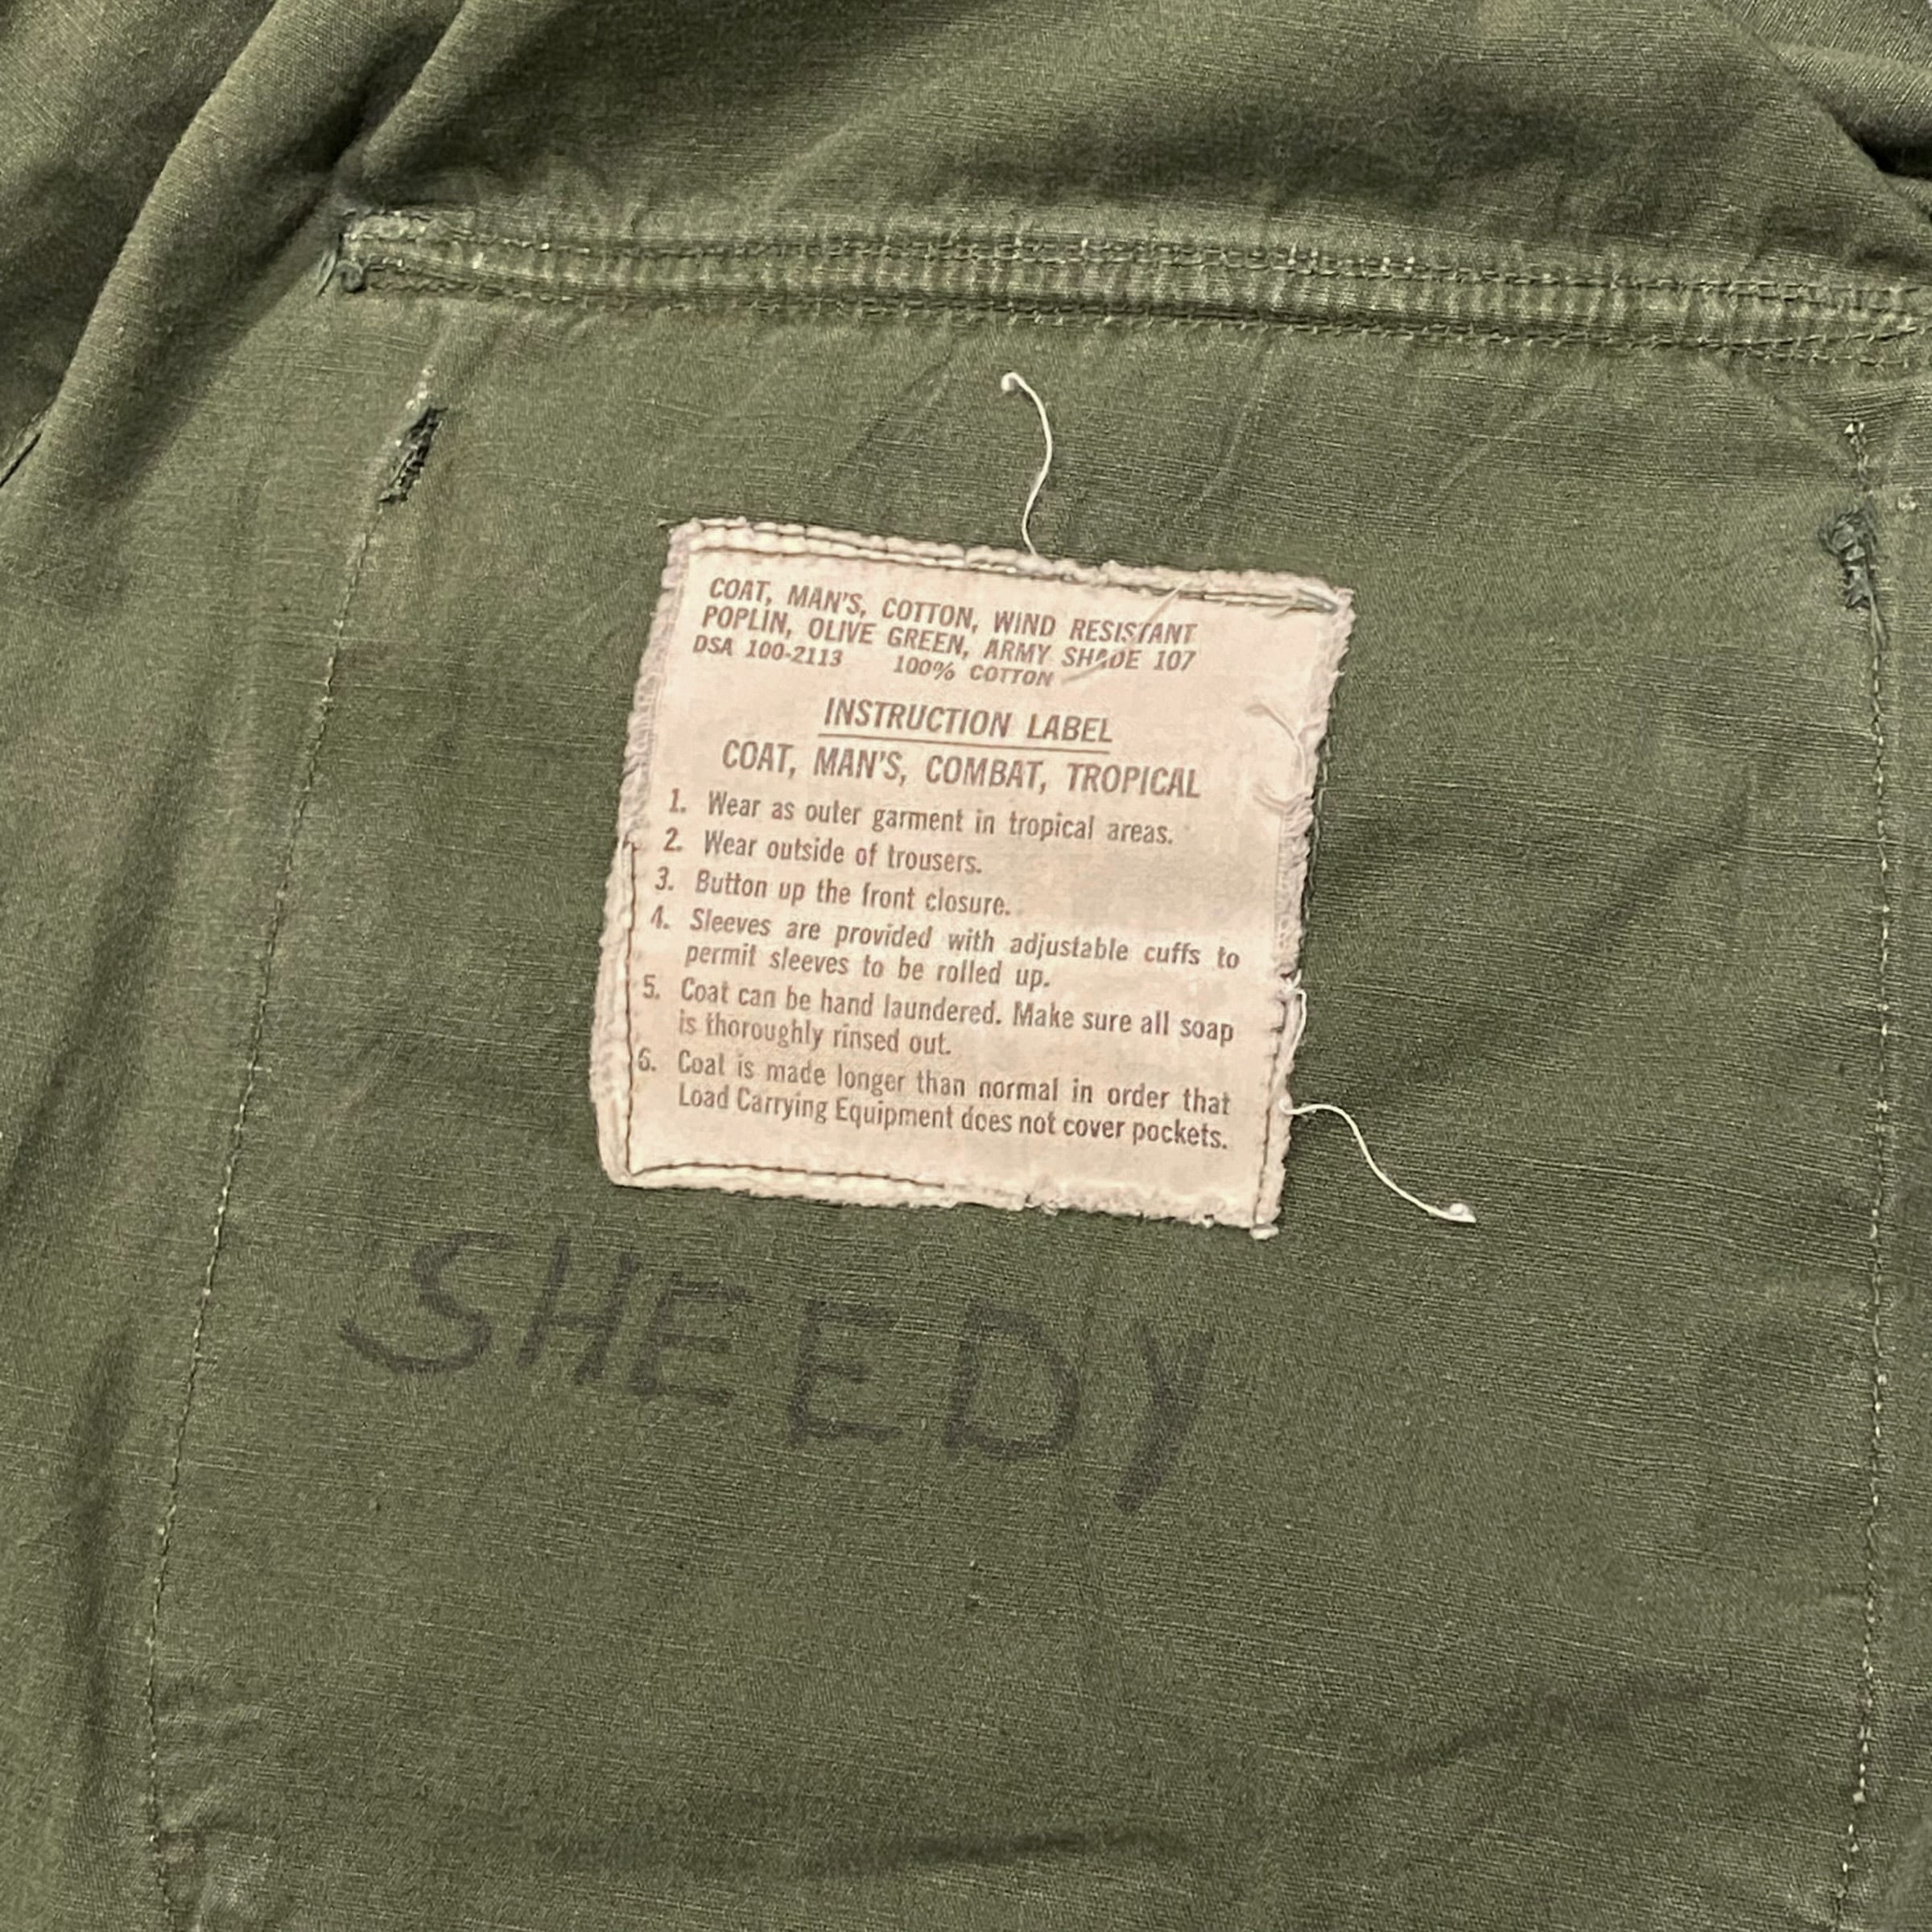 COAT, MAN'S, COTTON, WIND RESISTANT
POPLIN, OLIVE GREEN, ARMY SHADE 107
DSA 100-2113 100% COTTON
INSTRUCTION LABEL
COAT, MAN'S, COMBAT, TROPICAL
1. Wear as outer garment in tropical areas.
2. Wear outside of trousers.
3. Button up the front closure.
4. Sleeves are provided with adjustable cuffs to
permit sleeves to be rolled up.
5. Coat can be hand laundered. Make sure all soap
is thoroughly rinsed out.
6. Coat is made longer than normal in order that
Load Carrying Equipment does not cover pockets.
SHEEDY